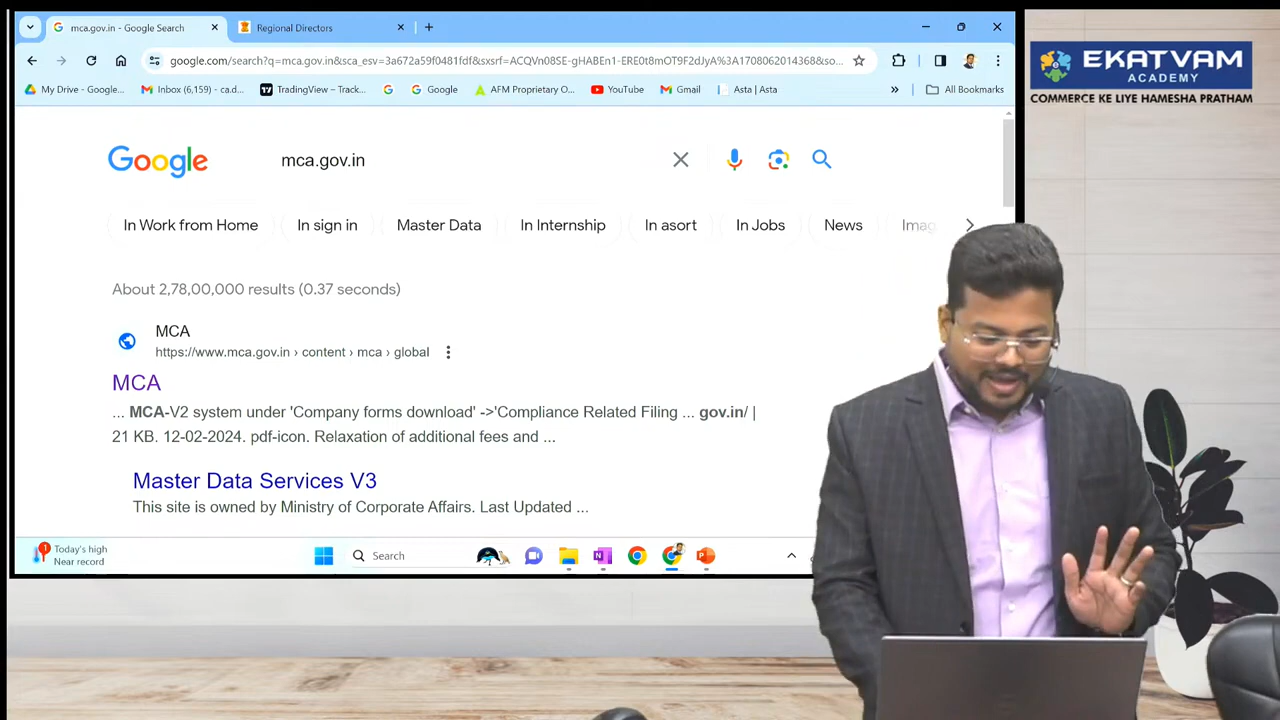 mca.gov.in - Google Search
Regional Directors
google.com/search?q=mca.gov.in&sca_esv=3a672a59f0481fdf&sxsrf=ACQVn08SE-gHABEn1-ERE0t8mOT9F2dJyA%3A1708062014368&so...
My Drive - Google...
Inbox (6,159) - ca.d...
TradingView – Track...
Google
AFM Proprietary O...
YouTube
Gmail
Asta | Asta
»
All Bookmarks
EKATVAM
ACADEMY
COMMERCE KE LIYE HAMESHA PRATHAM
Google
mca.gov.in
In Work from Home
In sign in
Master Data
In Internship
In asort
In Jobs
News
Imag
About 2,78,00,000 results (0.37 seconds)
MCA
https://www.mca.gov.in › content › mca › global
MCA
... MCA-V2 system under 'Company forms download' ->'Compliance Related Filing ... gov.in/ |
21 KB. 12-02-2024. pdf-icon. Relaxation of additional fees and ...
Master Data Services V3
This site is owned by Ministry of Corporate Affairs. Last Updated ...
1
Today's high
Near record
Search